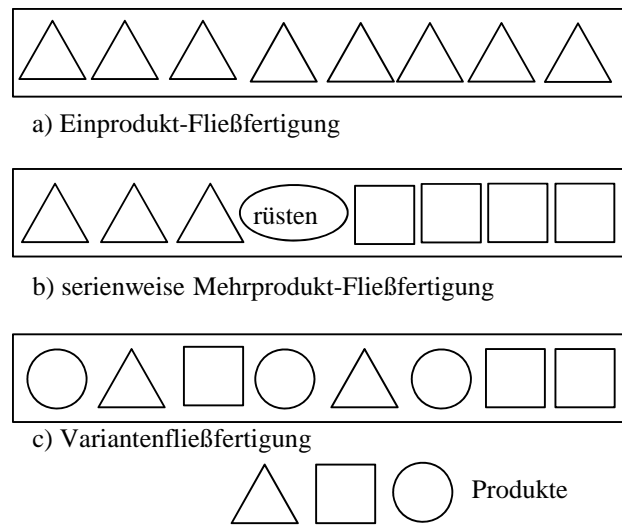 a) Einprodukt-Fließfertigung
rüsten
b) serienweise Mehrprodukt-Fließfertigung
c) Variantenfließfertigung
Produkte